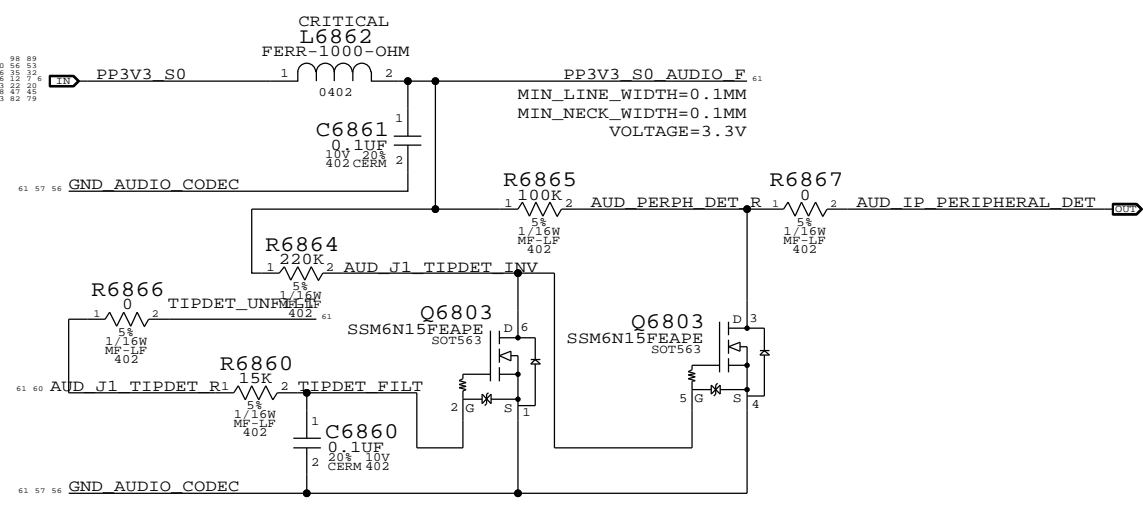 CRITICAL
L6862
FERR-1000-OHM
98 89
IN PP3V3_S0 1 2 PP3V3_S0_AUDIO_F 61
0402
MIN_LINE_WIDTH=0.1MM
MIN_NECK_WIDTH=0.1MM
VOLTAGE=3.3V
1
C6861
0.1UF
10V 20%
402 CERM
2
61 57 56 GND_AUDIO_CODEC
R6865
100K
1 2
5%
1/16W
MF-LF
402
AUD_PERPH_DET_R
R6867
0
1 2
5%
1/16W
MF-LF
402
AUD_IP_PERIPHERAL_DET OUT
R6864
220K
1 2 AUD_J1_TIPDET_INV
5%
1/16W
MF-LF
402
R6866
0
1 2 TIPDET_UNFILT 61
5%
1/16W
MF-LF
402
Q6803
SSM6N15FEAPE
SOT563
D 6
2 G S 1
Q6803
SSM6N15FEAPE
SOT563
D 3
5 G S 4
R6860
15K
61 60 AUD_J1_TIPDET_R 1 2 TIPDET_FILT
5%
1/16W
MF-LF
402
1
C6860
0.1UF
20% 10V
CERM 402
2
61 57 56 GND_AUDIO_CODEC